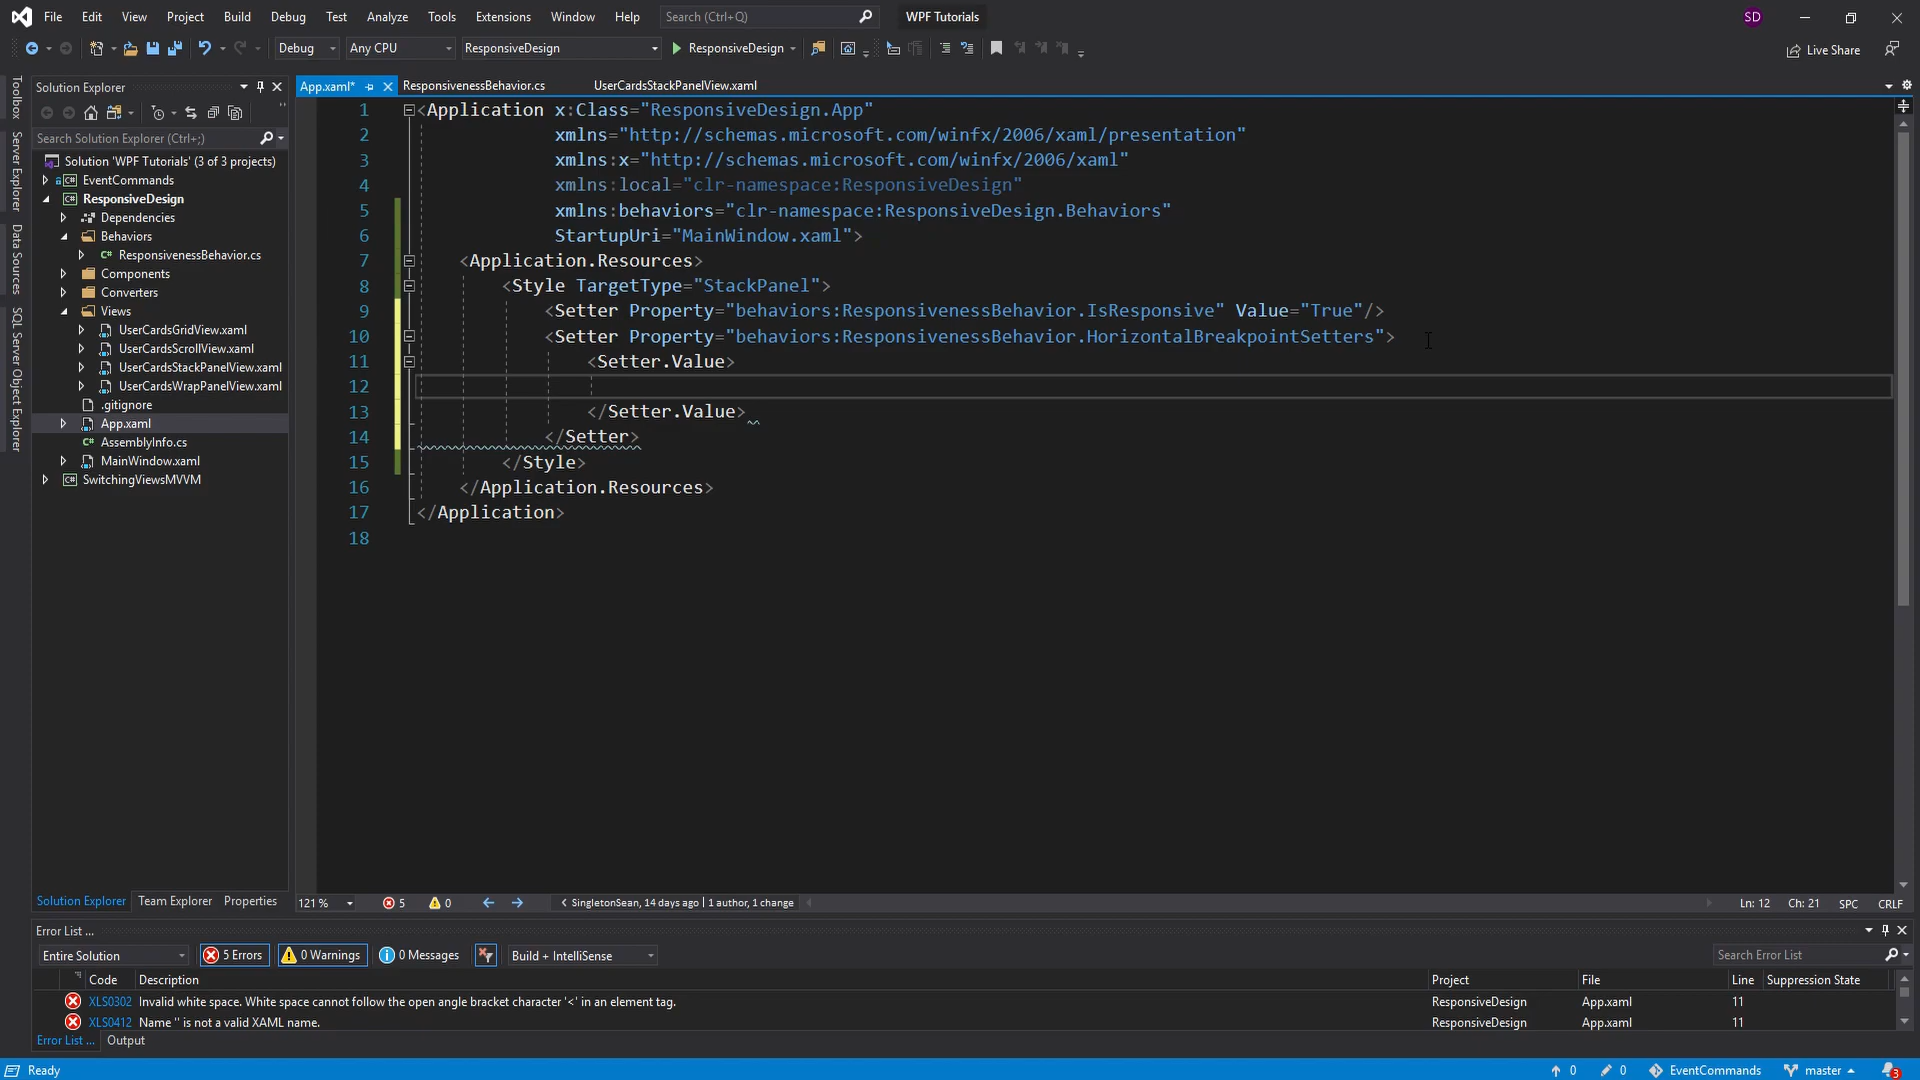 File Edit View Project Build Debug Test Analyze Tools Extensions Window Help Search (Ctrl+Q) WPF Tutorials SD
Debug Any CPU ResponsiveDesign ResponsiveDesign Live Share
Toolbox
Server Explorer
Data Sources
SQL Server Object Explorer
Solution Explorer
Search Solution Explorer (Ctrl+;)
Solution 'WPF Tutorials' (3 of 3 projects)
EventCommands
ResponsiveDesign
Dependencies
Behaviors
ResponsivenessBehavior.cs
Components
Converters
Views
UserCardsGridView.xaml
UserCardsScrollView.xaml
UserCardsStackPanelView.xaml
UserCardsWrapPanelView.xaml
.gitignore
App.xaml
AssemblyInfo.cs
MainWindow.xaml
SwitchingViewsMVVM
Solution Explorer Team Explorer Properties
App.xaml* ResponsivenessBehavior.cs UserCardsStackPanelView.xaml
1 <Application x:Class="ResponsiveDesign.App"
2 xmlns="http://schemas.microsoft.com/winfx/2006/xaml/presentation"
3 xmlns:x="http://schemas.microsoft.com/winfx/2006/xaml"
4 xmlns:local="clr-namespace:ResponsiveDesign"
5 xmlns:behaviors="clr-namespace:ResponsiveDesign.Behaviors"
6 StartupUri="MainWindow.xaml">
7 <Application.Resources>
8 <Style TargetType="StackPanel">
9 <Setter Property="behaviors:ResponsivenessBehavior.IsResponsive" Value="True"/>
10 <Setter Property="behaviors:ResponsivenessBehavior.HorizontalBreakpointSetters">
11 <Setter.Value>
12
13 </Setter.Value>
14 </Setter>
15 </Style>
16 </Application.Resources>
17 </Application>
18
121 % 5 0 SingletonSean, 14 days ago | 1 author, 1 change Ln: 12 Ch: 21 SPC CRLF
Error List ...
Entire Solution 5 Errors 0 Warnings 0 Messages Build + IntelliSense Search Error List
Code Description Project File Line Suppression State
XLS0302 Invalid white space. White space cannot follow the open angle bracket character '<' in an element tag. ResponsiveDesign App.xaml 11
XLS0412 Name '' is not a valid XAML name. ResponsiveDesign App.xaml 11
Error List ... Output
Ready 0 0 EventCommands master 3